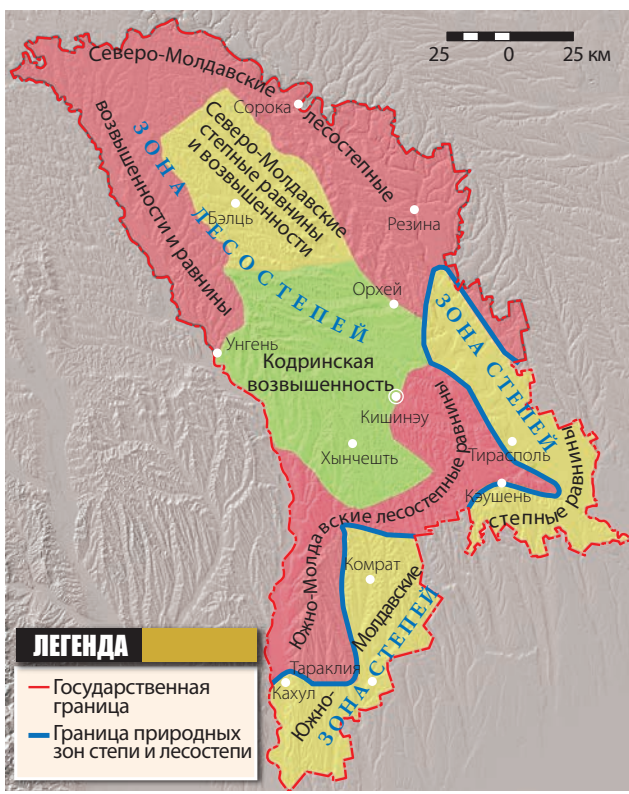 25 0 25 км
Северо-Молдавские лесостепные
возвышенности и равнины
Сорока
ЗОНА ЛЕСОСТЕПЕЙ
Северо-Молдавские
степные равнины
и возвышенности
Бэлць
Резина
Орхей
ЗОНА СТЕПЕЙ
Унгень
Кодринская
возвышенность
Кишинэу
Хынчешть
Тирасполь
Кэушень
Южно-Молдавские лесостепные равнины
Комрат
Южно-Молдавские степные равнины
ЗОНА СТЕПЕЙ
Тараклия
Кахул
ЛЕГЕНДА
Государственная
граница
Граница природных
зон степи и лесостепи